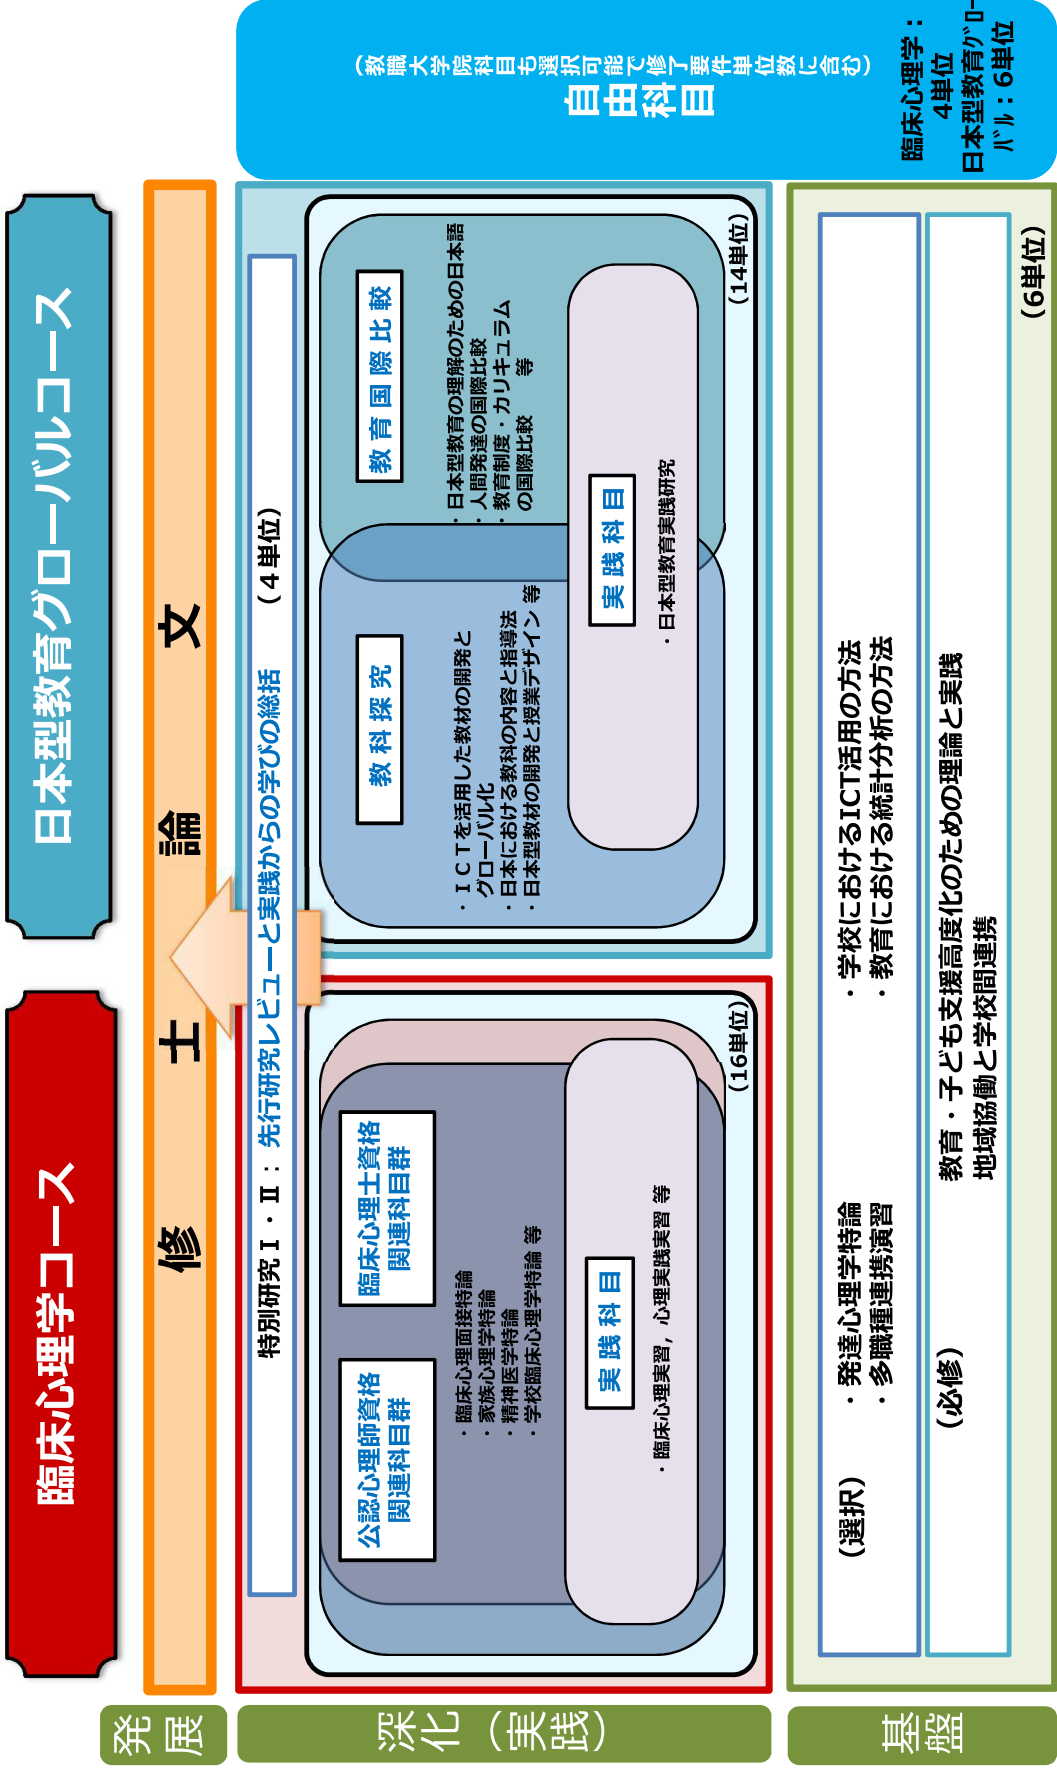 臨床心理学コース
日本型教育グローバルコース
発展
修士論文
深化（実践）
特別研究Ⅰ・Ⅱ：先行研究レビューと実践からの学びの総括　（４単位）
公認心理師資格
関連科目群
臨床心理士資格
関連科目群
・臨床心理面接特論
・家族心理学特論
・精神医学特論
・学校臨床心理学特論 等
実践科目
・臨床心理実習，心理実践実習 等
（16単位）
教科探究
・ＩＣＴを活用した教材の開発と
グローバル化
・日本における教科の内容と指導法
・日本型教材の開発と授業デザイン 等
教育国際比較
・日本型教育の理解のための日本語
・人間発達の国際比較
・教育制度・カリキュラム
の国際比較　　等
実践科目
・日本型教育実践研究
（14単位）
基盤
（選択）
・発達心理学特論
・多職種連携演習
・学校におけるICT活用の方法
・教育における統計分析の方法
（必修）
教育・子ども支援高度化のための理論と実践
地域協働と学校間連携
（6単位）
（教職大学院科目も選択可能で修了要件単位数に含む）
自由科目
臨床心理学：
4単位
日本型教育ｸﾞﾛｰ
ﾊﾞﾙ：6単位